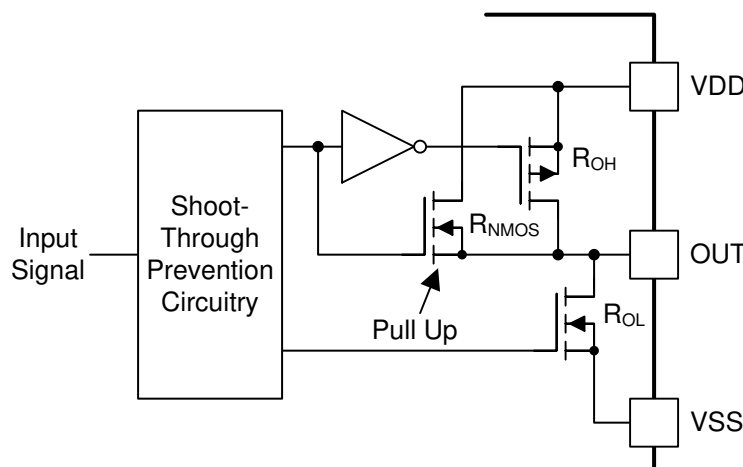 VDD
ROH
Shoot-
Through
Prevention
Circuitry
RNMOS
Input
Signal
OUT
Pull Up
ROL
VSS